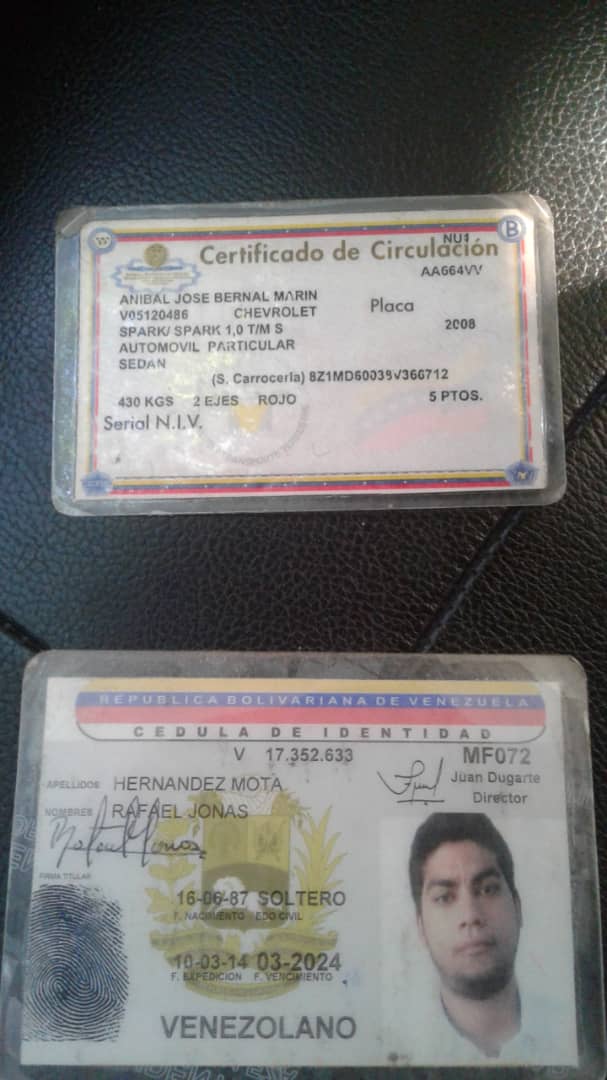 Certificado de Circulación
B
NU1
AA664VV
ANIBAL JOSE BERNAL MARIN
Placa
V05120486 CHEVROLET
SPARK/ SPARK 1,0 T/M S
2008
AUTOMOVIL PARTICULAR
SEDAN
(S. Carrocería) 8Z1MD60038V366712
430 KGS 2 EJES ROJO 5 PTOS.
Serial N.I.V.
REPUBLICA BOLIVARIANA DE VENEZUELA
CEDULA DE IDENTIDAD
V 17.352.633
MF072
APELLIDOS HERNANDEZ MOTA
Juan Dugarte
Director
NOMBRES RAFAEL JONAS
FIRMA TITULAR
16-06-87 SOLTERO
F. NACIMIENTO EDO CIVIL
10-03-14 03-2024
F. EXPEDICION F. VENCIMIENTO
VENEZOLANO